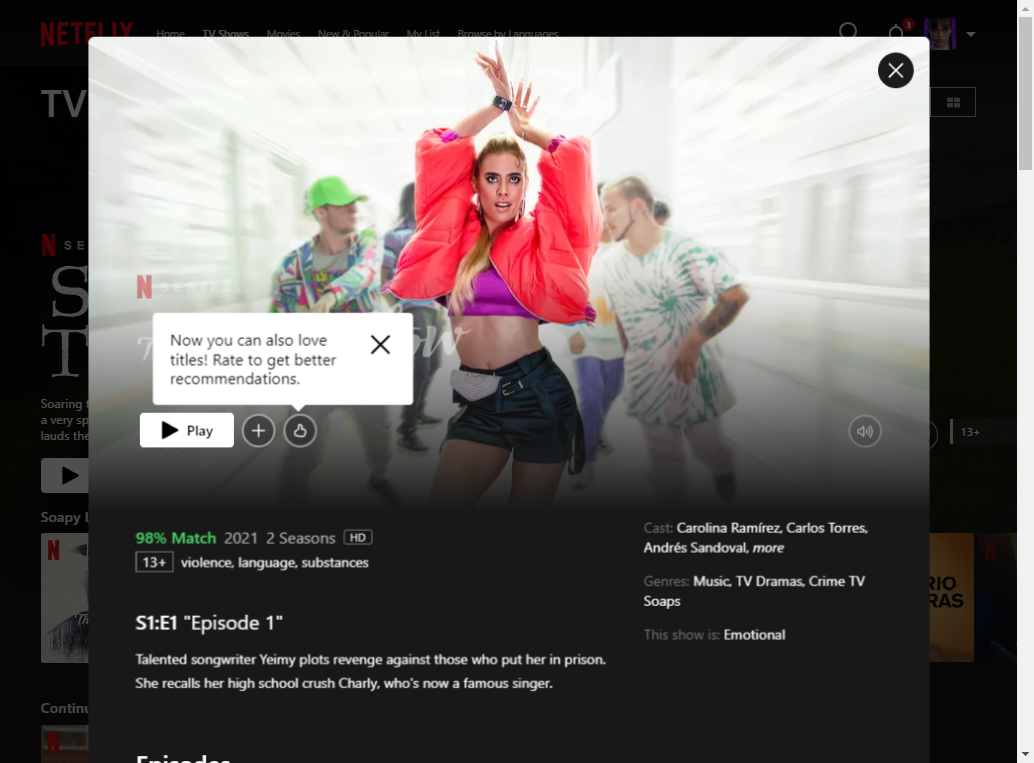 NETFLIX
Home TV Shows Movies New & Popular My List Browse by Languages
3
TV
N SERIES
N SE
S
T
Now you can also love
titles! Rate to get better
recommendations.
Soaring
a very sp
lauds the
Play
13+
Soapy
98% Match 2021 2 Seasons HD
13+ violence, language, substances
Cast: Carolina Ramírez, Carlos Torres,
Andrés Sandoval, more
Genres: Music, TV Dramas, Crime TV
Soaps
This show is: Emotional
N
N
RIO
RAS
S1:E1 "Episode 1"
Talented songwriter Yeimy plots revenge against those who put her in prison.
She recalls her high school crush Charly, who's now a famous singer.
Continu
N
Episodes